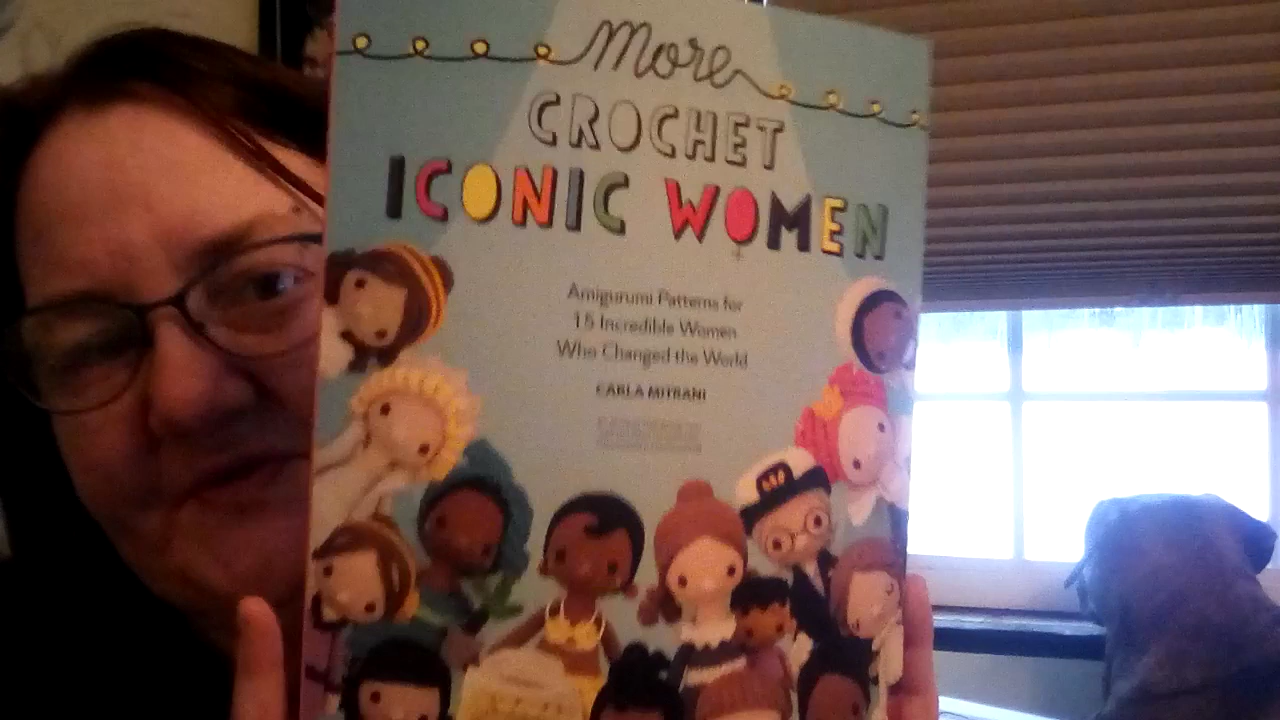 More
CROCHET
ICONIC WOMEN
Amigurumi Patterns for
15 Incredible Women
Who Changed the World
CARLA MITRANI